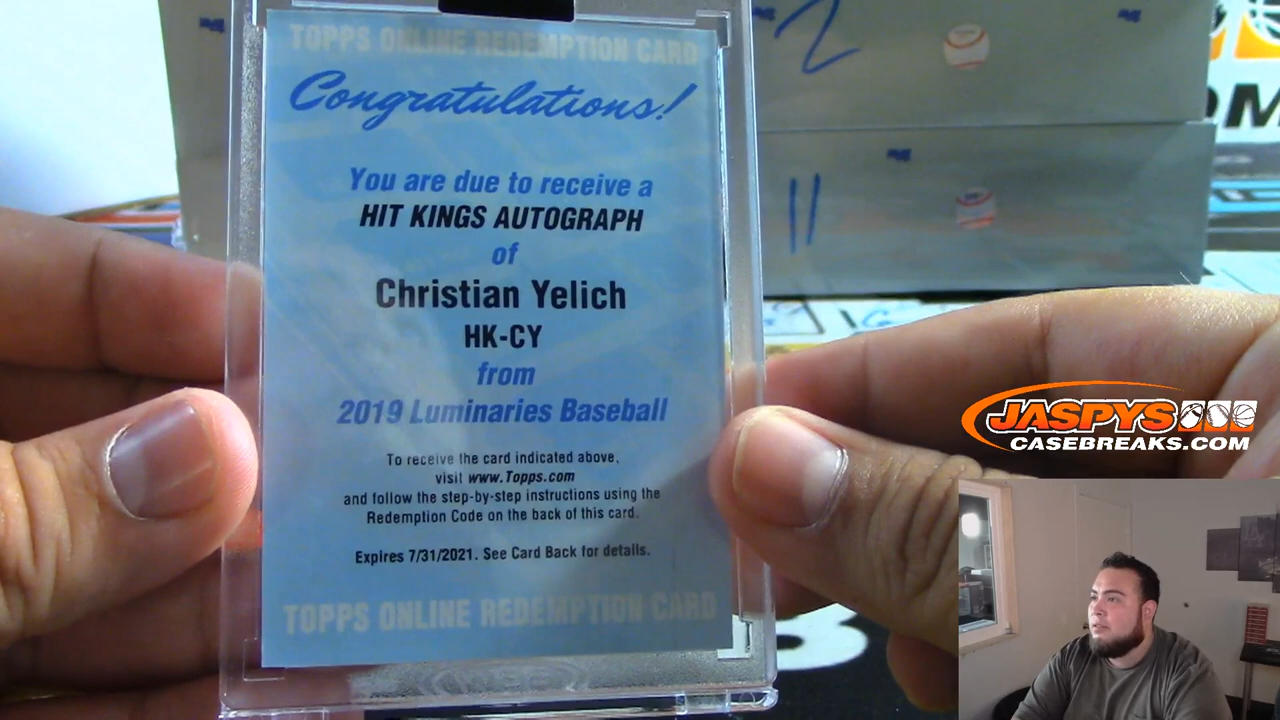 TOPPS ONLINE REDEMPTION CARD
Congratulations!
You are due to receive a
HIT KINGS AUTOGRAPH
of
Christian Yelich
HK-CY
from
2019 Luminaries Baseball
To receive the card indicated above,
visit www.Topps.com
and follow the step-by-step instructions using the
Redemption Code on the back of this card.
Expires 7/31/2021. See Card Back for details.
TOPPS ONLINE REDEMPTION CARD
2
11
JASPYS
CASEBREAKS.COM